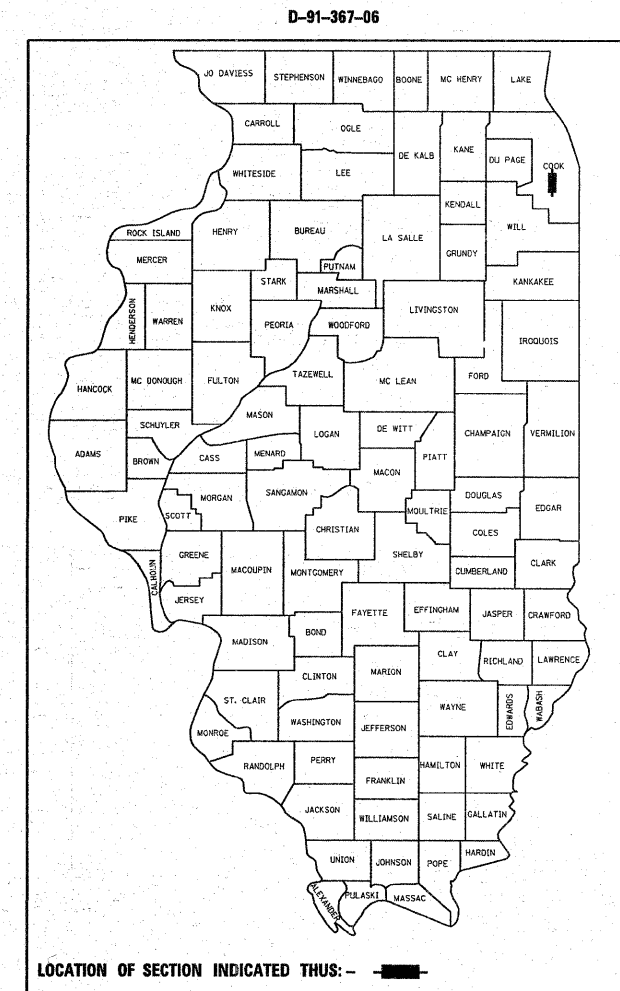 D-91-367-06
JO DAVIESS STEPHENSON WINNEBAGO BOONE MC HENRY LAKE
CARROLL OGLE DE KALB KANE DU PAGE COOK
WHITESIDE LEE
KENDALL
ROCK ISLAND HENRY BUREAU LA SALLE WILL
MERCER PUTNAM GRUNDY
STARK MARSHALL KANKAKEE
HENDERSON WARREN KNOX PEORIA WOODFORD LIVINGSTON IROQUOIS
HANCOCK MC DONOUGH FULTON TAZEWELL MC LEAN FORD
MASON
SCHUYLER LOGAN DE WITT CHAMPAIGN VERMILION
ADAMS BROWN CASS MENARD PIATT
MACON
PIKE SCOTT MORGAN SANGAMON MOULTRIE DOUGLAS EDGAR
CHRISTIAN COLES
GREENE SHELBY
CALHOUN MACOUPIN MONTGOMERY CUMBERLAND CLARK
JERSEY FAYETTE EFFINGHAM JASPER CRAWFORD
MADISON BOND
CLAY RICHLAND LAWRENCE
CLINTON MARION
ST. CLAIR WAYNE EDWARDS WABASH
WASHINGTON JEFFERSON
MONROE
RANDOLPH PERRY HAMILTON WHITE
FRANKLIN
JACKSON WILLIAMSON SALINE GALLATIN
UNION JOHNSON POPE HARDIN
ALEXANDER PULASKI MASSAC
LOCATION OF SECTION INDICATED THUS: -